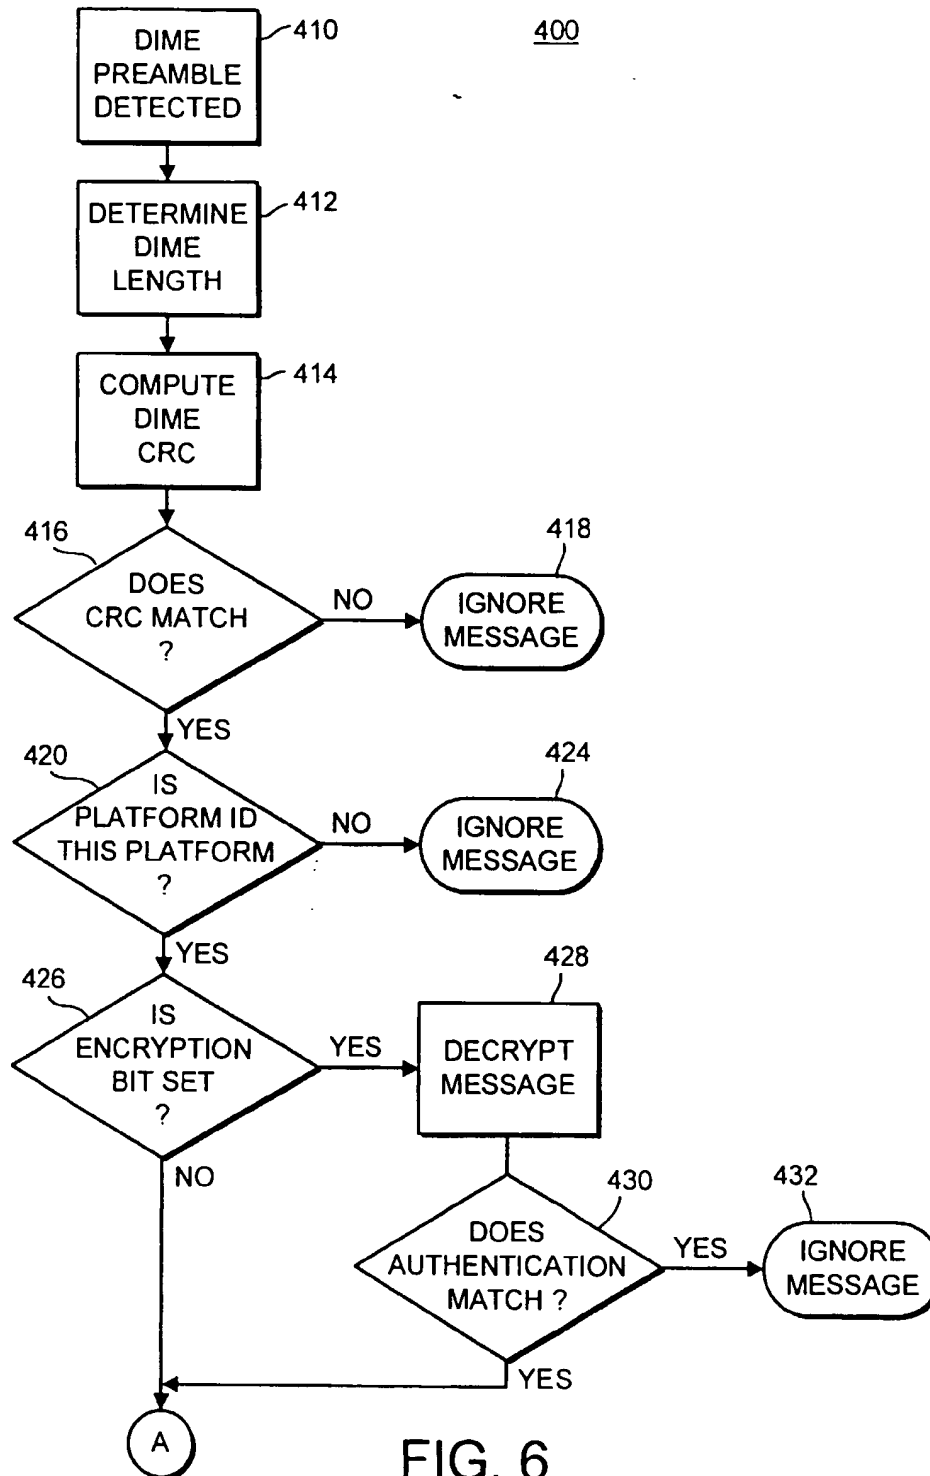 400
410
DIME
PREAMBLE
DETECTED
412
DETERMINE
DIME
LENGTH
414
COMPUTE
DIME
CRC
416
DOES
CRC MATCH
?
NO
418
IGNORE
MESSAGE
YES
420
IS
PLATFORM ID
THIS PLATFORM
?
NO
424
IGNORE
MESSAGE
YES
426
IS
ENCRYPTION
BIT SET
?
YES
428
DECRYPT
MESSAGE
NO
430
DOES
AUTHENTICATION
MATCH ?
YES
432
IGNORE
MESSAGE
YES
A
FIG. 6